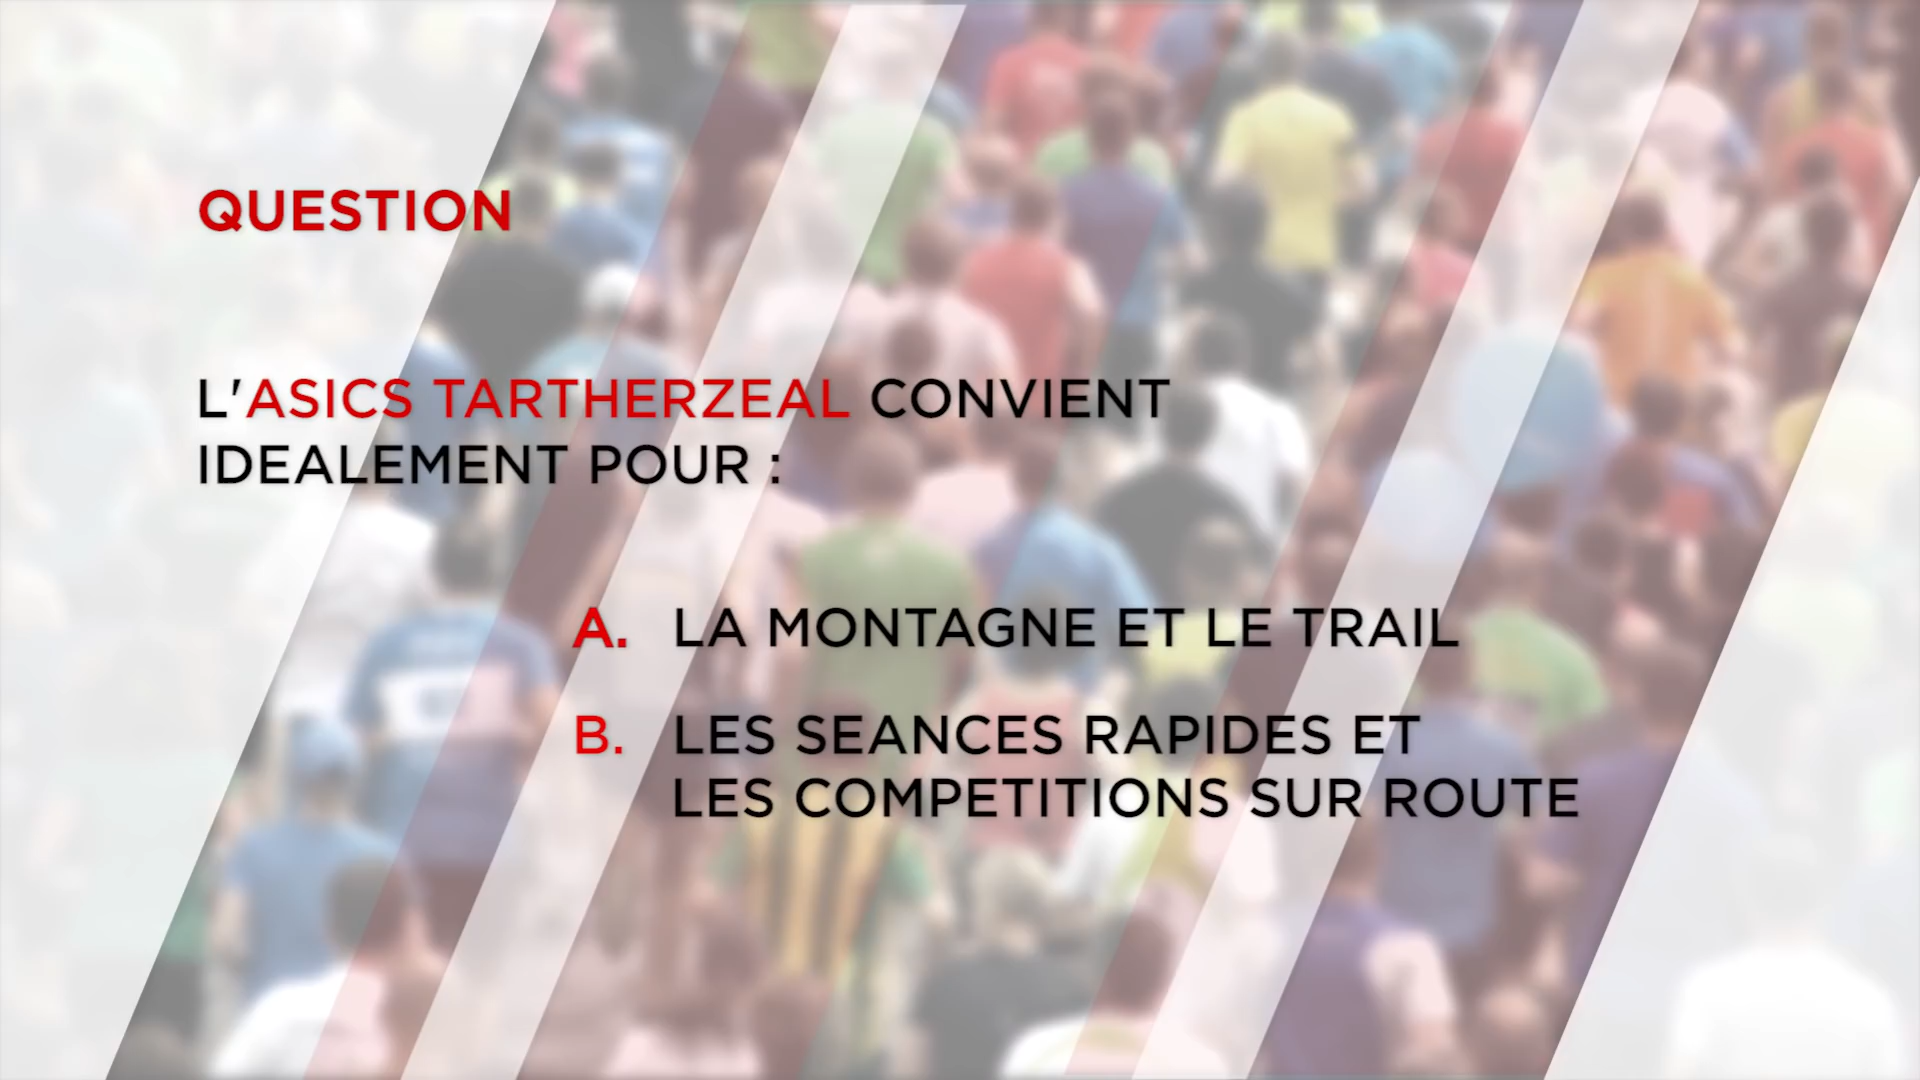 QUESTION
L'ASICS TARTHERZEAL CONVIENT
IDEALEMENT POUR :
A. LA MONTAGNE ET LE TRAIL
B. LES SEANCES RAPIDES ET
LES COMPETITIONS SUR ROUTE